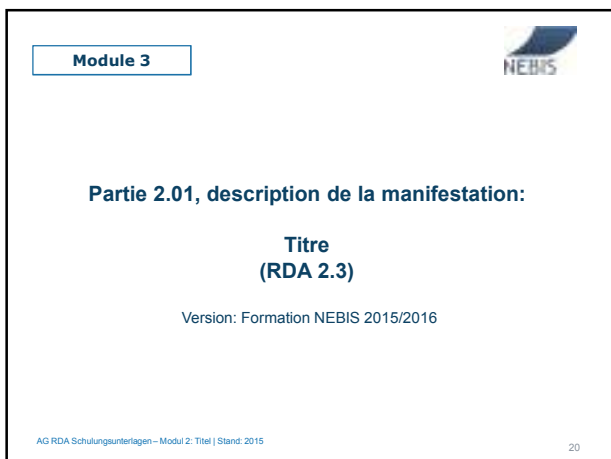 Module 3
NEBIS
Partie 2.01, description de la manifestation:
Titre
(RDA 2.3)
Version: Formation NEBIS 2015/2016
AG RDA Schulungsunterlagen – Modul 2: Titel | Stand: 2015
20